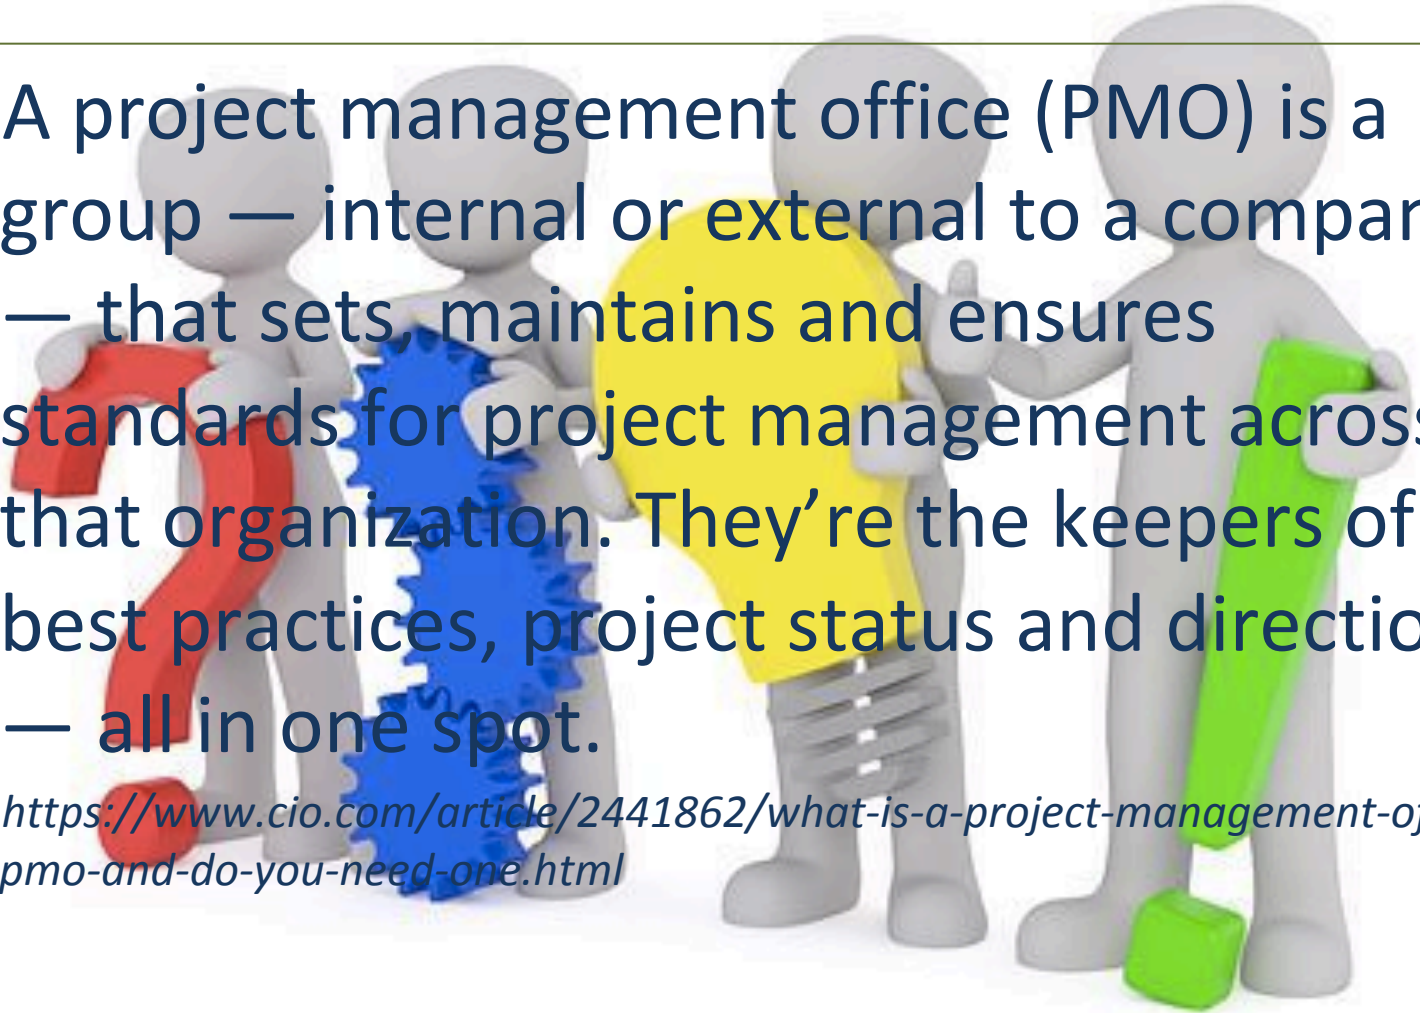 A project management office (PMO) is a
group — internal or external to a compan
— that sets, maintains and ensures
standards for project management across
that organization. They’re the keepers of
best practices, project status and directio
— all in one spot.
https://www.cio.com/article/2441862/what-is-a-project-management-of
pmo-and-do-you-need-one.html